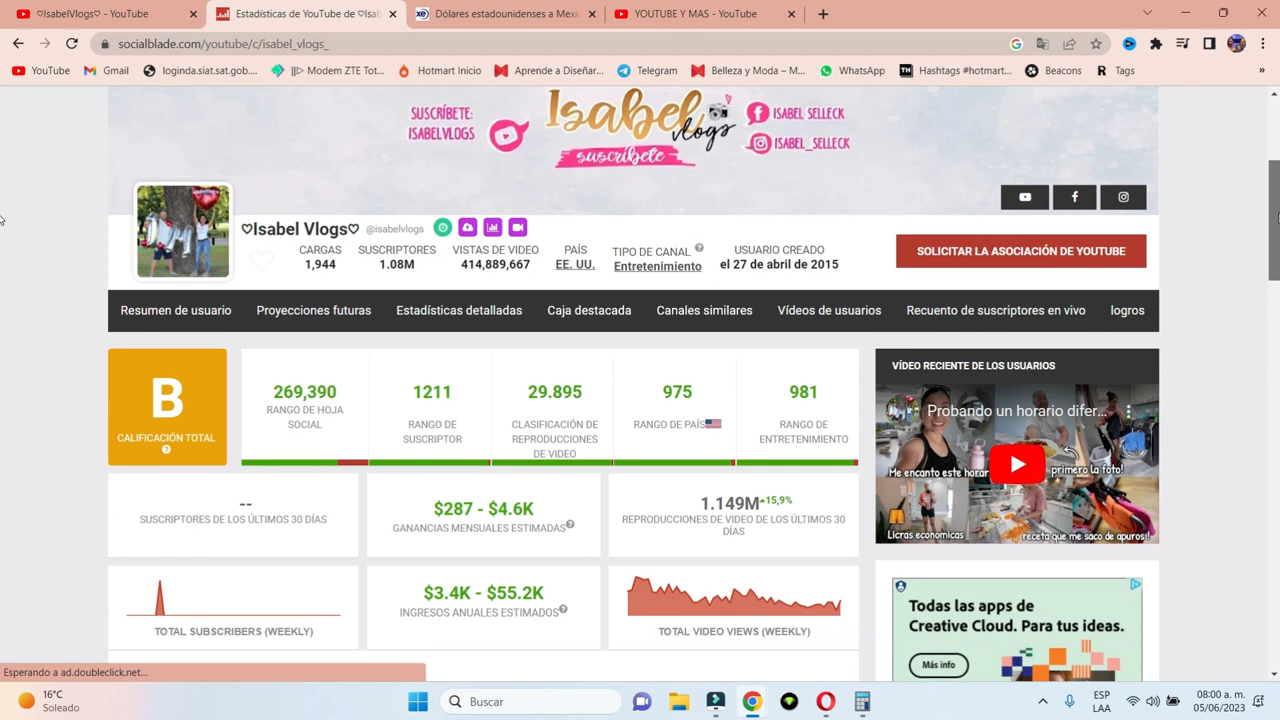 ♡IsabelVlogs♡ - YouTube
Estadísticas de YouTube de ♡Isab
Dólares estadounidenses a Mexi
YOUTUBE Y MAS - YouTube
socialblade.com/youtube/c/isabel_vlogs_
YouTube
Gmail
loginda.siat.sat.gob....
||▷ Modem ZTE Tot...
Hotmart Inicio
Aprende a Diseñar...
Telegram
Belleza y Moda – M...
WhatsApp
Hashtags #hotmart...
Beacons
Tags
SUSCRÍBETE:
ISABELVLOGS
Isabel
vlogs
suscríbete
ISABEL SELLECK
ISABEL_SELLECK
♡Isabel Vlogs♡ @isabelvlogs
CARGAS
1,944
SUSCRIPTORES
1.08M
VISTAS DE VIDEO
414,889,667
PAÍS
EE. UU.
TIPO DE CANAL
Entretenimiento
USUARIO CREADO
el 27 de abril de 2015
SOLICITAR LA ASOCIACIÓN DE YOUTUBE
Resumen de usuario
Proyecciones futuras
Estadísticas detalladas
Caja destacada
Canales similares
Vídeos de usuarios
Recuento de suscriptores en vivo
logros
B
CALIFICACIÓN TOTAL
269,390
RANGO DE HOJA
SOCIAL
1211
RANGO DE
SUSCRIPTOR
29.895
CLASIFICACIÓN DE
REPRODUCCIONES
DE VIDEO
975
RANGO DE PAÍS
981
RANGO DE
ENTRETENIMIENTO
VÍDEO RECIENTE DE LOS USUARIOS
Probando un horario difer...
Me encanto este horario
primero la foto!
Licras economicas
receta que me saco de apuros!!
--
SUSCRIPTORES DE LOS ÚLTIMOS 30 DÍAS
$287 - $4.6K
GANANCIAS MENSUALES ESTIMADAS
1.149M 15,9%
REPRODUCCIONES DE VIDEO DE LOS ÚLTIMOS 30
DÍAS
TOTAL SUBSCRIBERS (WEEKLY)
$3.4K - $55.2K
INGRESOS ANUALES ESTIMADOS
TOTAL VIDEO VIEWS (WEEKLY)
Todas las apps de
Creative Cloud. Para tus ideas.
Más info
Esperando a ad.doubleclick.net...
16°C
Soleado
Buscar
ESP
LAA
08:00 a. m.
05/06/2023